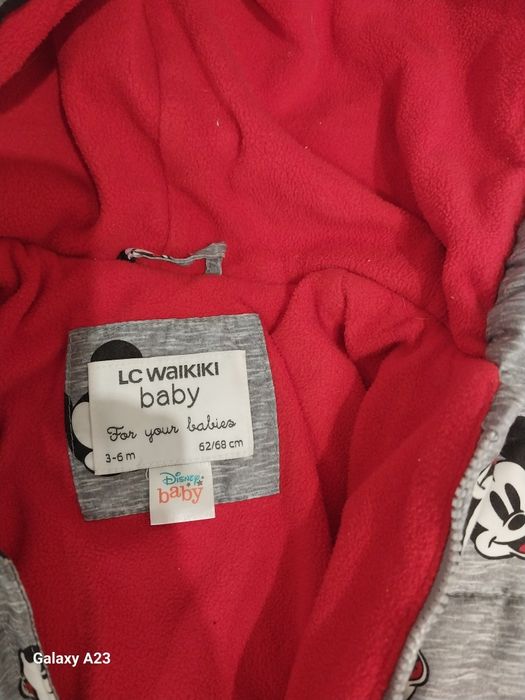 LC WAIKIKI
baby
For your babies
3-6 m 62/68 cm
Disney
baby
Galaxy A23